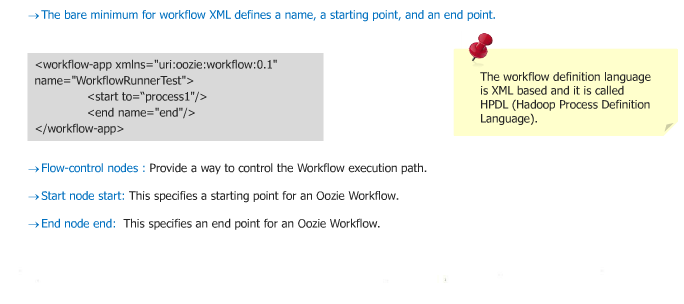 →The bare minimum for workflow XML defines a name, a starting point, and an end point.
<workflow-app xmlns="uri:oozie:workflow:0.1"
name="WorkflowRunnerTest">
<start to="process1"/>
<end name="end"/>
</workflow-app>
The workflow definition language
is XML based and it is called
HPDL (Hadoop Process Definition
Language).
→Flow-control nodes : Provide a way to control the Workflow execution path.
→Start node start: This specifies a starting point for an Oozie Workflow.
→End node end: This specifies an end point for an Oozie Workflow.